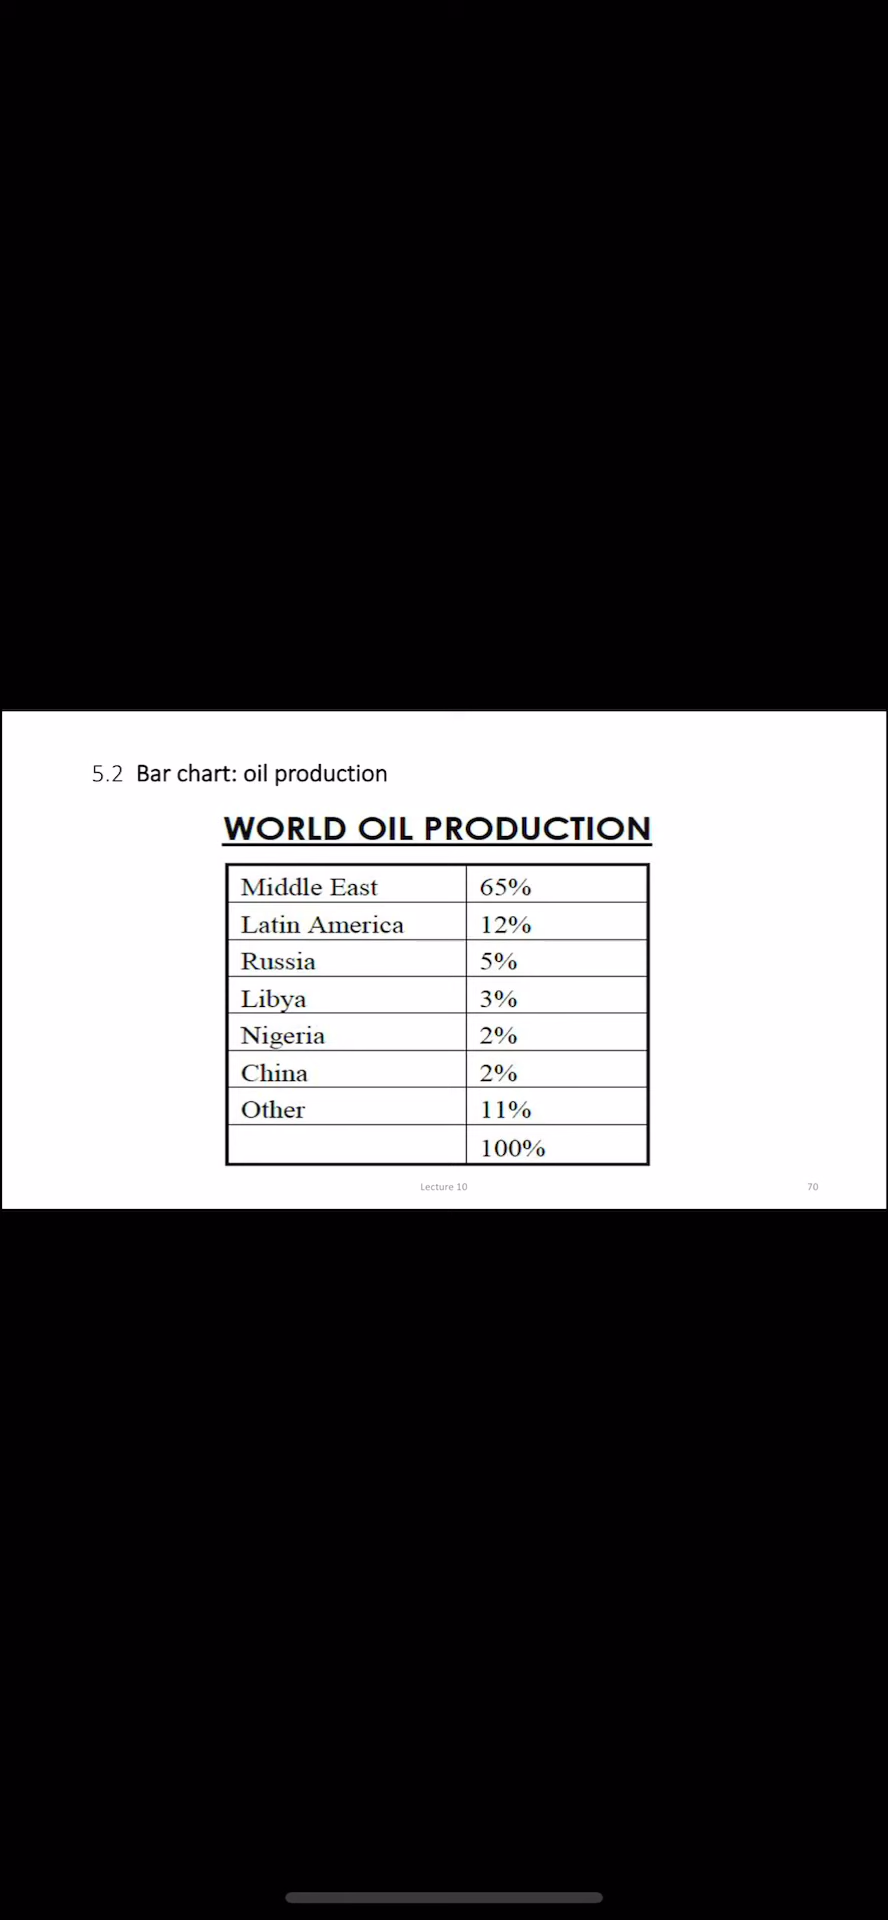 5.2 Bar chart: oil production
WORLD OIL PRODUCTION
Middle East 65%
Latin America 12%
Russia 5%
Libya 3%
Nigeria 2%
China 2%
Other 11%
100%
Lecture 10 70